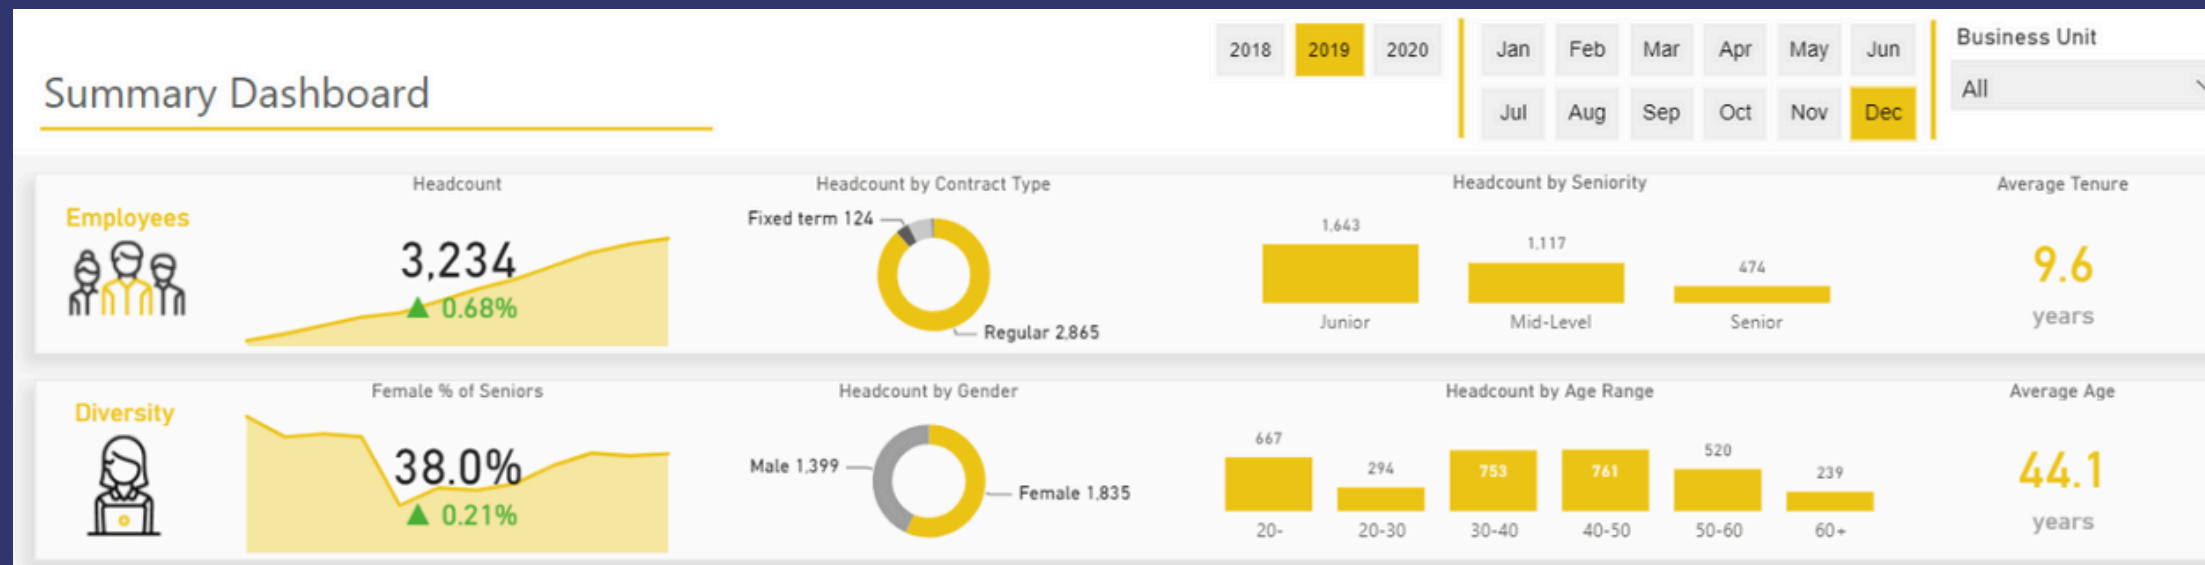 Summary Dashboard
2018 2019 2020
Jan Feb Mar Apr May Jun
Jul Aug Sep Oct Nov Dec
Business Unit
All
Employees
Headcount
3,234
▲ 0.68%
Headcount by Contract Type
Fixed term 124
Regular 2,865
Headcount by Seniority
1,643 1,117 474
Junior Mid-Level Senior
Average Tenure
9.6
years
Diversity
Female % of Seniors
38.0%
▲ 0.21%
Headcount by Gender
Male 1,399
Female 1,835
Headcount by Age Range
667 294 753 761 520 239
20- 20-30 30-40 40-50 50-60 60+
Average Age
44.1
years